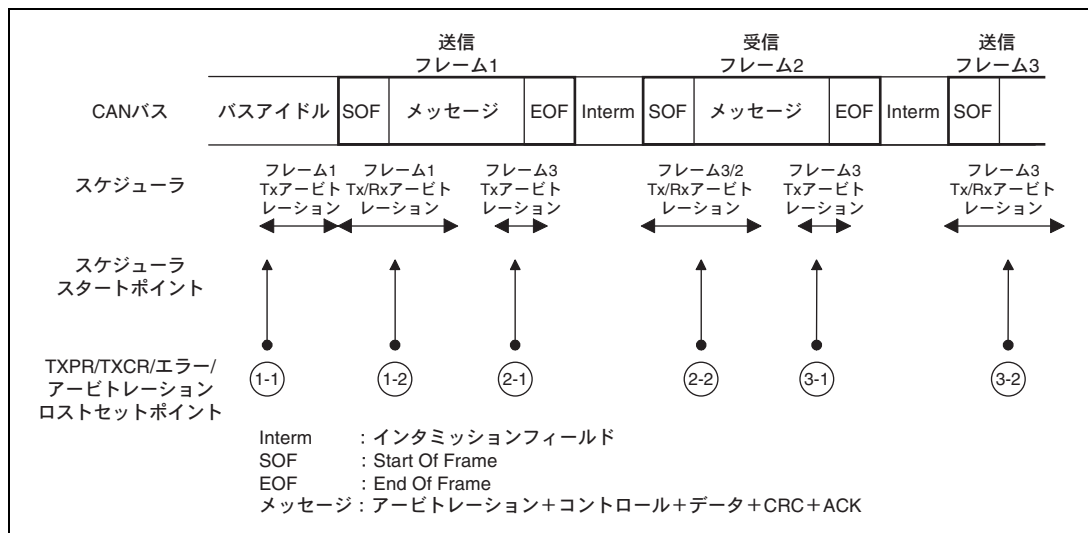 送信
フレーム1
受信
フレーム2
送信
フレーム3
CANバス
バスアイドル
SOF
メッセージ
EOF
Interm
SOF
メッセージ
EOF
Interm
SOF
スケジューラ
フレーム1
Txアービト
レーション
フレーム1
Tx/Rxアービト
レーション
フレーム3
Txアービト
レーション
フレーム3/2
Tx/Rxアービト
レーション
フレーム3
Txアービト
レーション
フレーム3
Tx/Rxアービト
レーション
スケジューラ
スタートポイント
TXPR/TXCR/エラー/
アービトレーション
ロストセットポイント
1-1
1-2
2-1
2-2
3-1
3-2
Interm : インタミッションフィールド
SOF : Start Of Frame
EOF : End Of Frame
メッセージ : アービトレーション+コントロール+データ+CRC+ACK